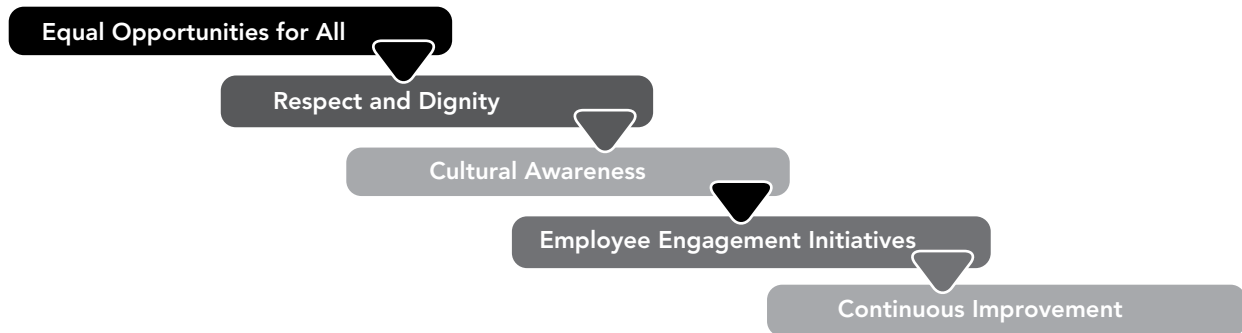 Equal Opportunities for All
Respect and Dignity
Cultural Awareness
Employee Engagement Initiatives
Continuous Improvement